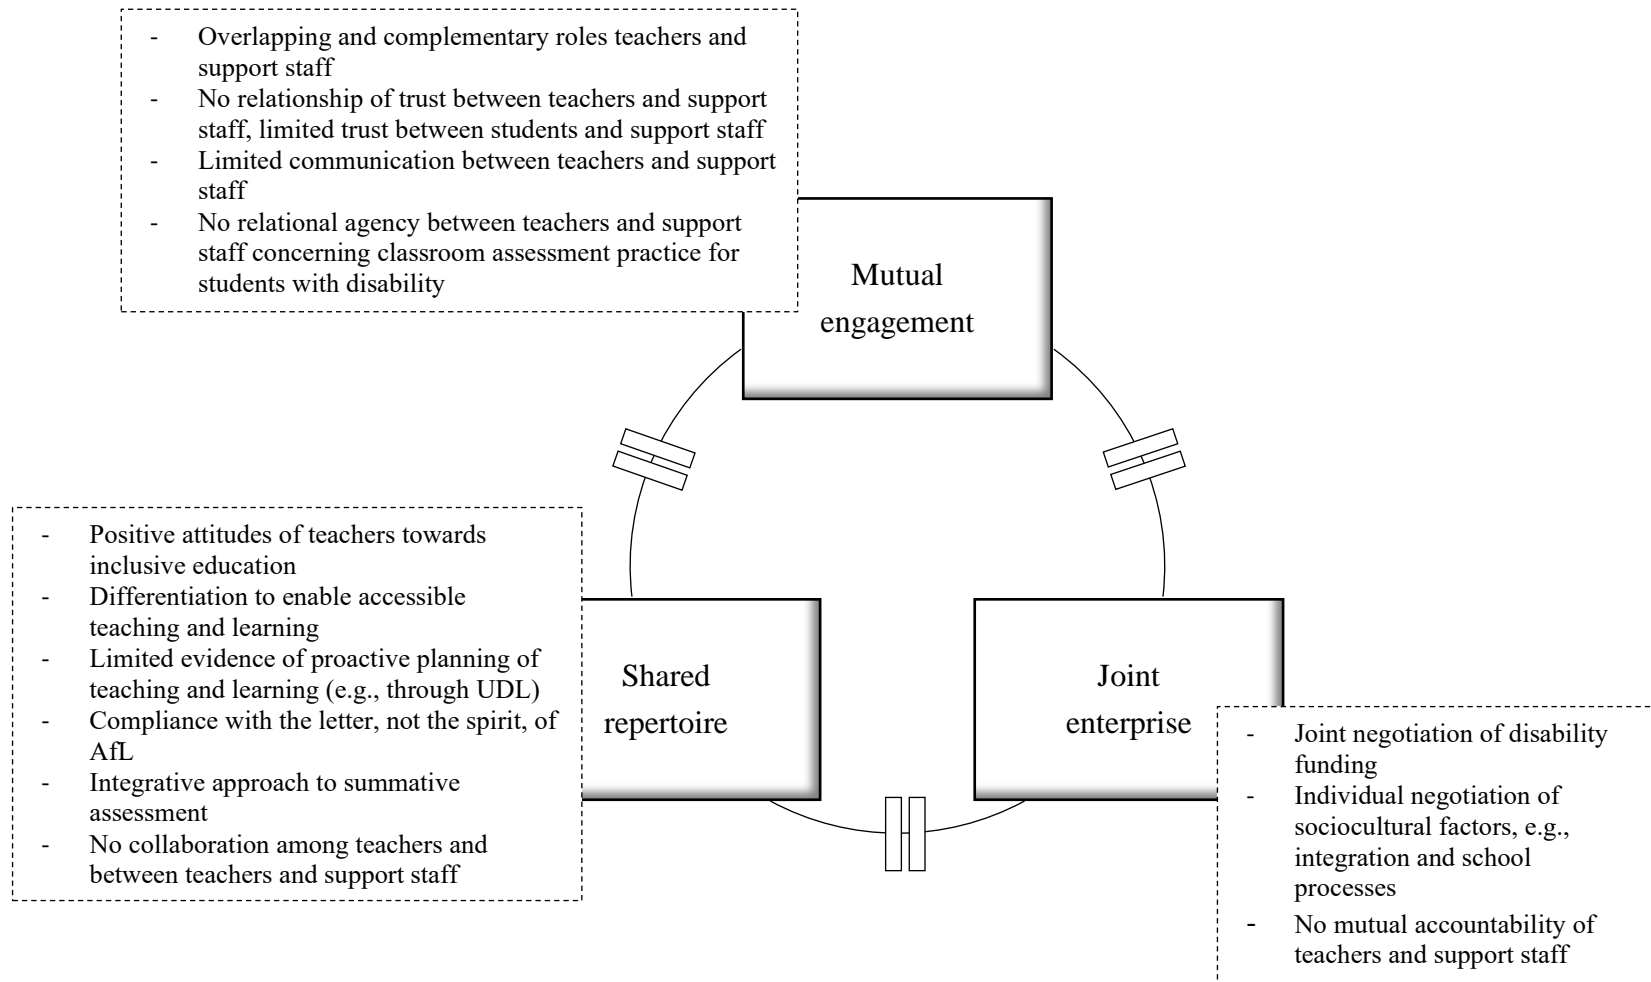 - Overlapping and complementary roles teachers and
support staff
- No relationship of trust between teachers and support
staff, limited trust between students and support staff
- Limited communication between teachers and support
staff
- No relational agency between teachers and support
staff concerning classroom assessment practice for
students with disability
Mutual
engagement
- Positive attitudes of teachers towards
inclusive education
- Differentiation to enable accessible
teaching and learning
- Limited evidence of proactive planning of
teaching and learning (e.g., through UDL)
- Compliance with the letter, not the spirit, of
AfL
- Integrative approach to summative
assessment
- No collaboration among teachers and
between teachers and support staff
Shared
repertoire
Joint
enterprise
- Joint negotiation of disability
funding
- Individual negotiation of
sociocultural factors, e.g.,
integration and school
processes
- No mutual accountability of
teachers and support staff